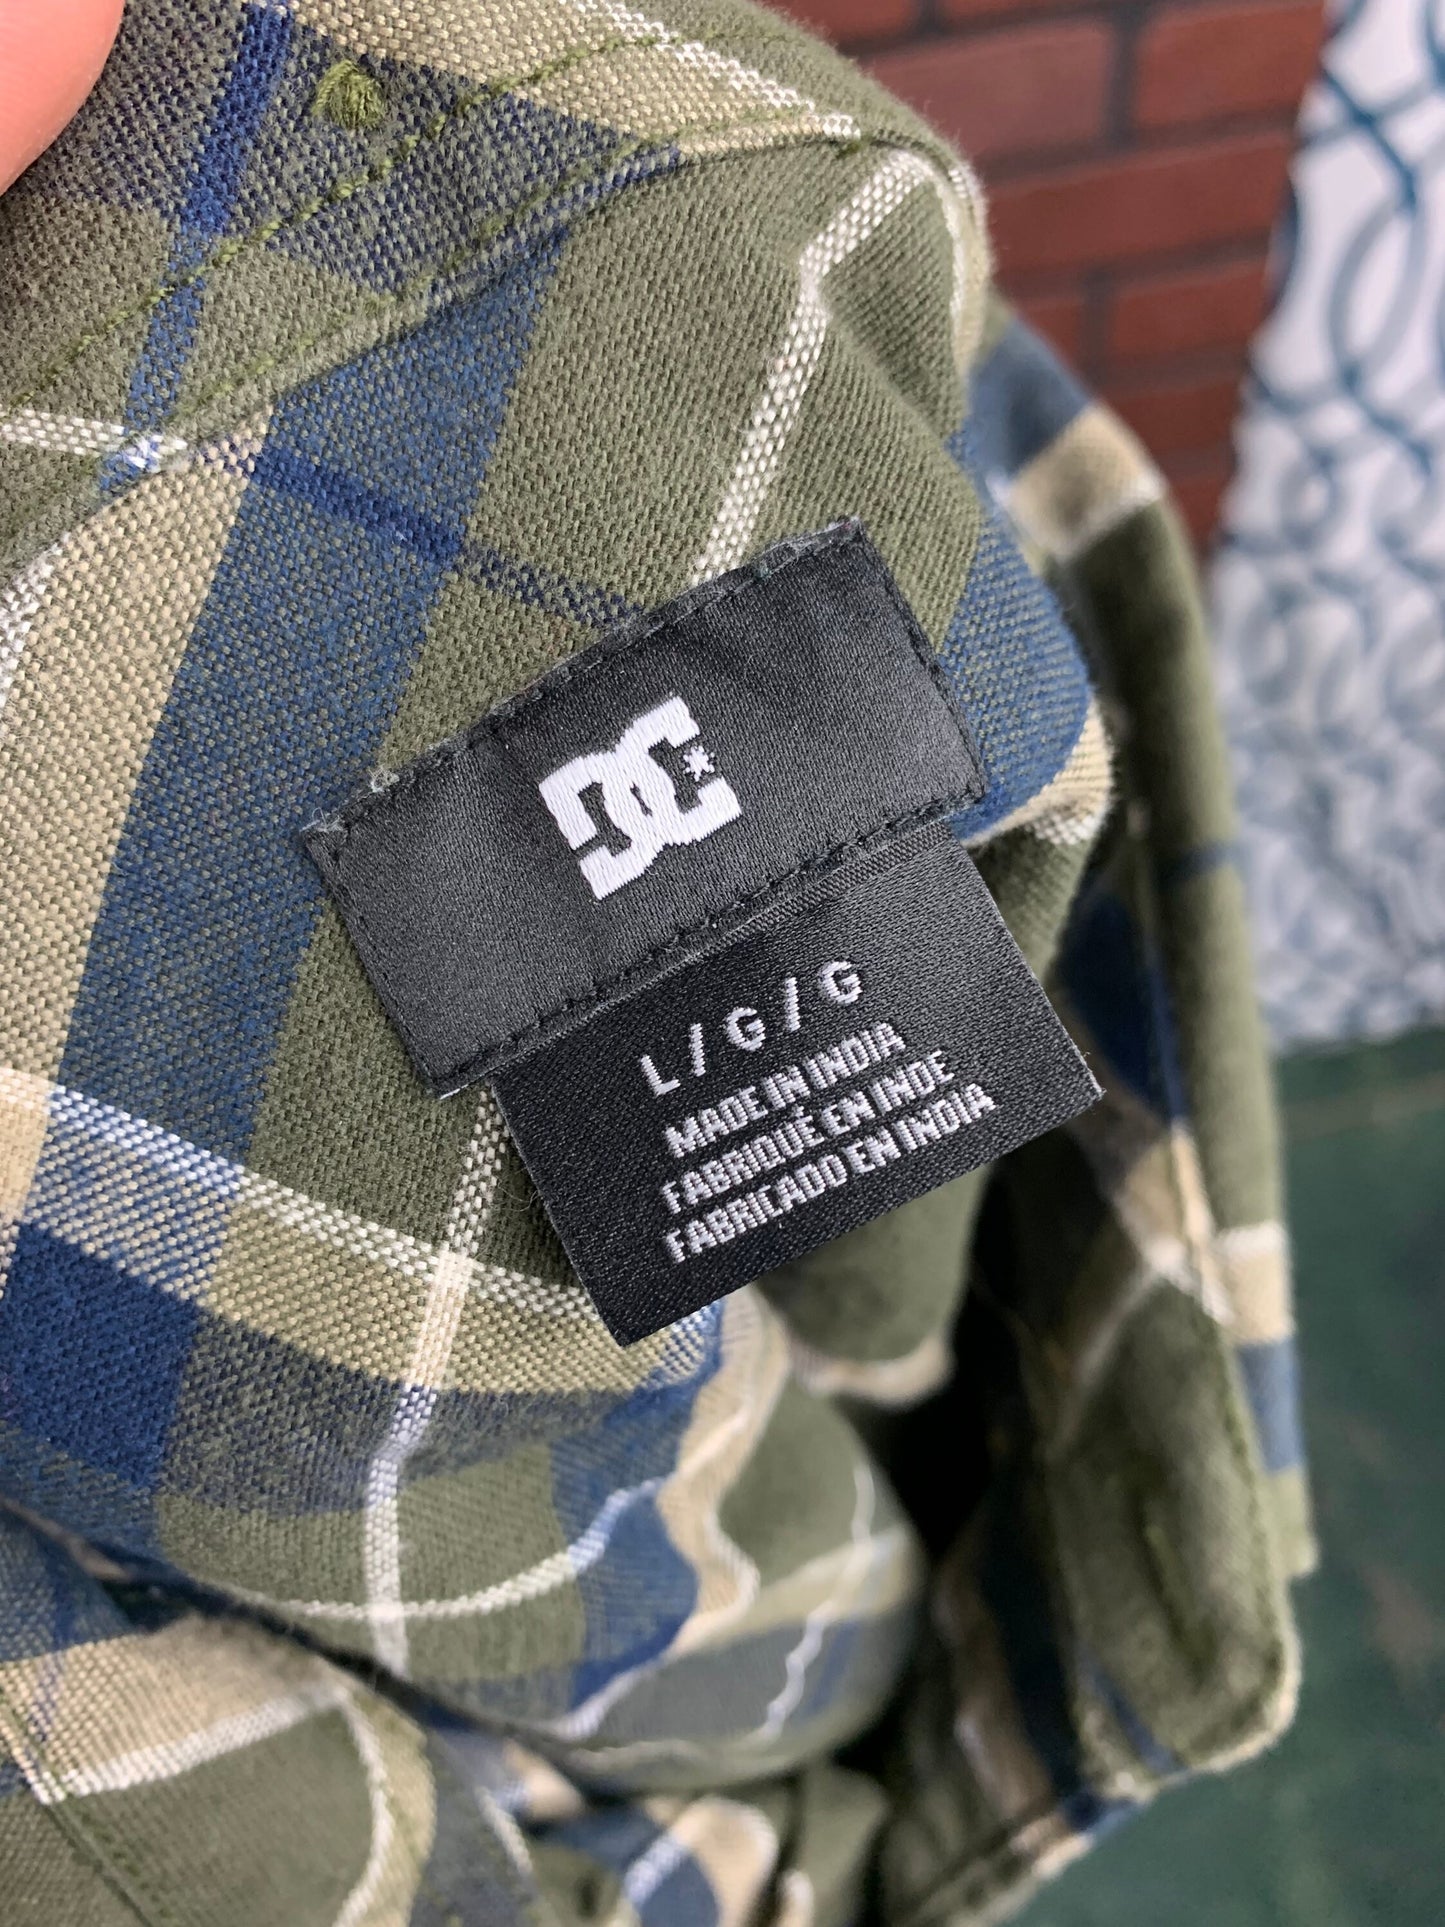 DC
L/G/G
MADE IN INDIA
FABRIQUÉ EN INDE
FABRICADO EN INDIA